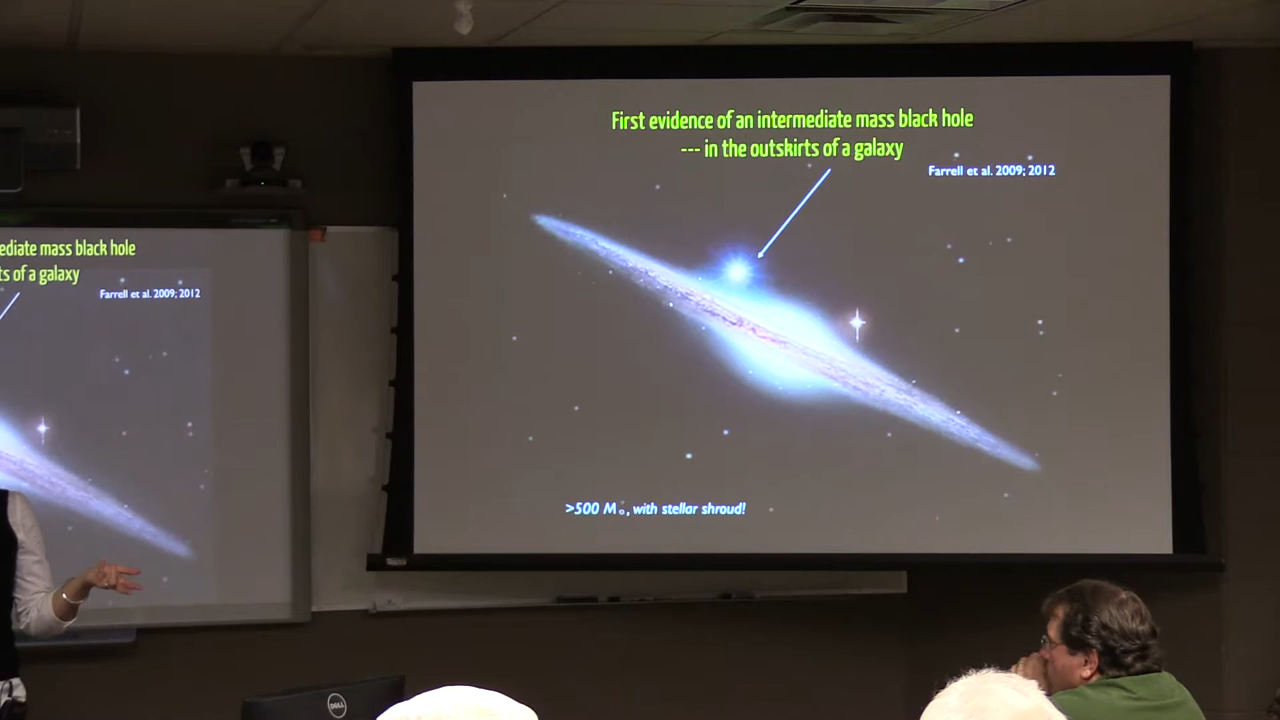 First evidence of an intermediate mass black hole
--- in the outskirts of a galaxy
Farrell et al. 2009; 2012
>500 M☉, with stellar shroud!
ediate mass black hole
ts of a galaxy
Farrell et al. 2009; 2012
DELL